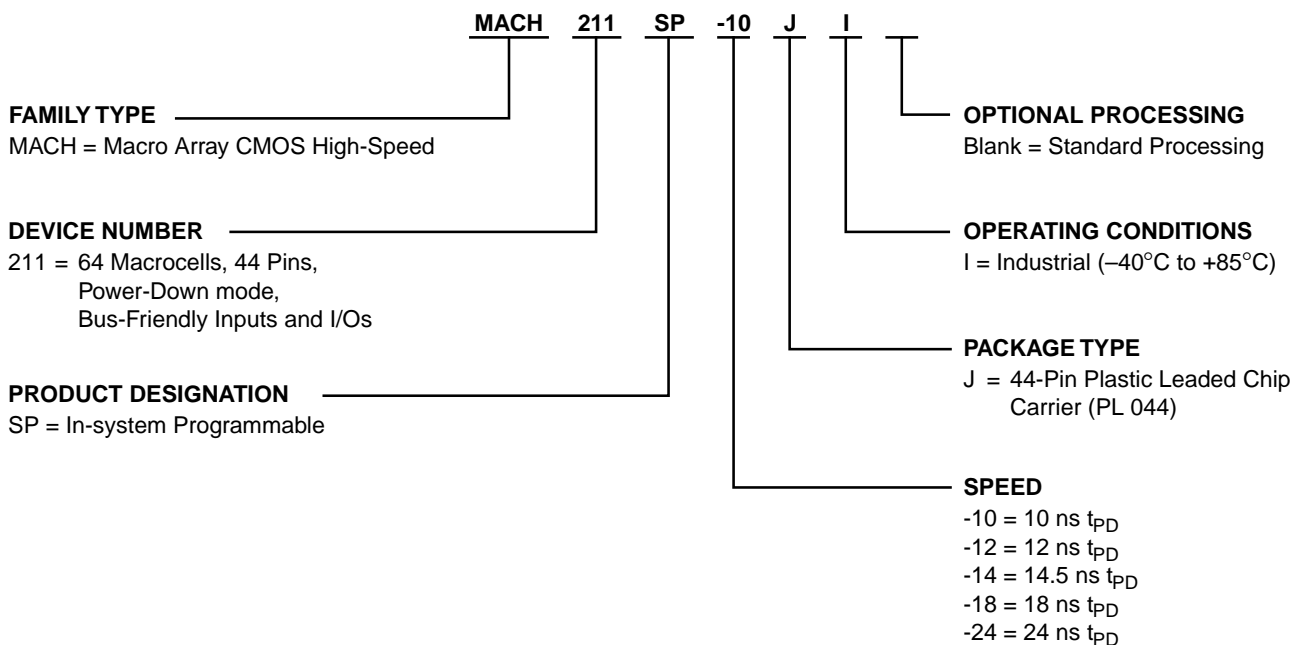 MACH 211 SP -10 J I
FAMILY TYPE
MACH = Macro Array CMOS High-Speed
DEVICE NUMBER
211 = 64 Macrocells, 44 Pins,
Power-Down mode,
Bus-Friendly Inputs and I/Os
PRODUCT DESIGNATION
SP = In-system Programmable
OPTIONAL PROCESSING
Blank = Standard Processing
OPERATING CONDITIONS
I = Industrial (–40°C to +85°C)
PACKAGE TYPE
J = 44-Pin Plastic Leaded Chip
Carrier (PL 044)
SPEED
-10 = 10 ns tPD
-12 = 12 ns tPD
-14 = 14.5 ns tPD
-18 = 18 ns tPD
-24 = 24 ns tPD